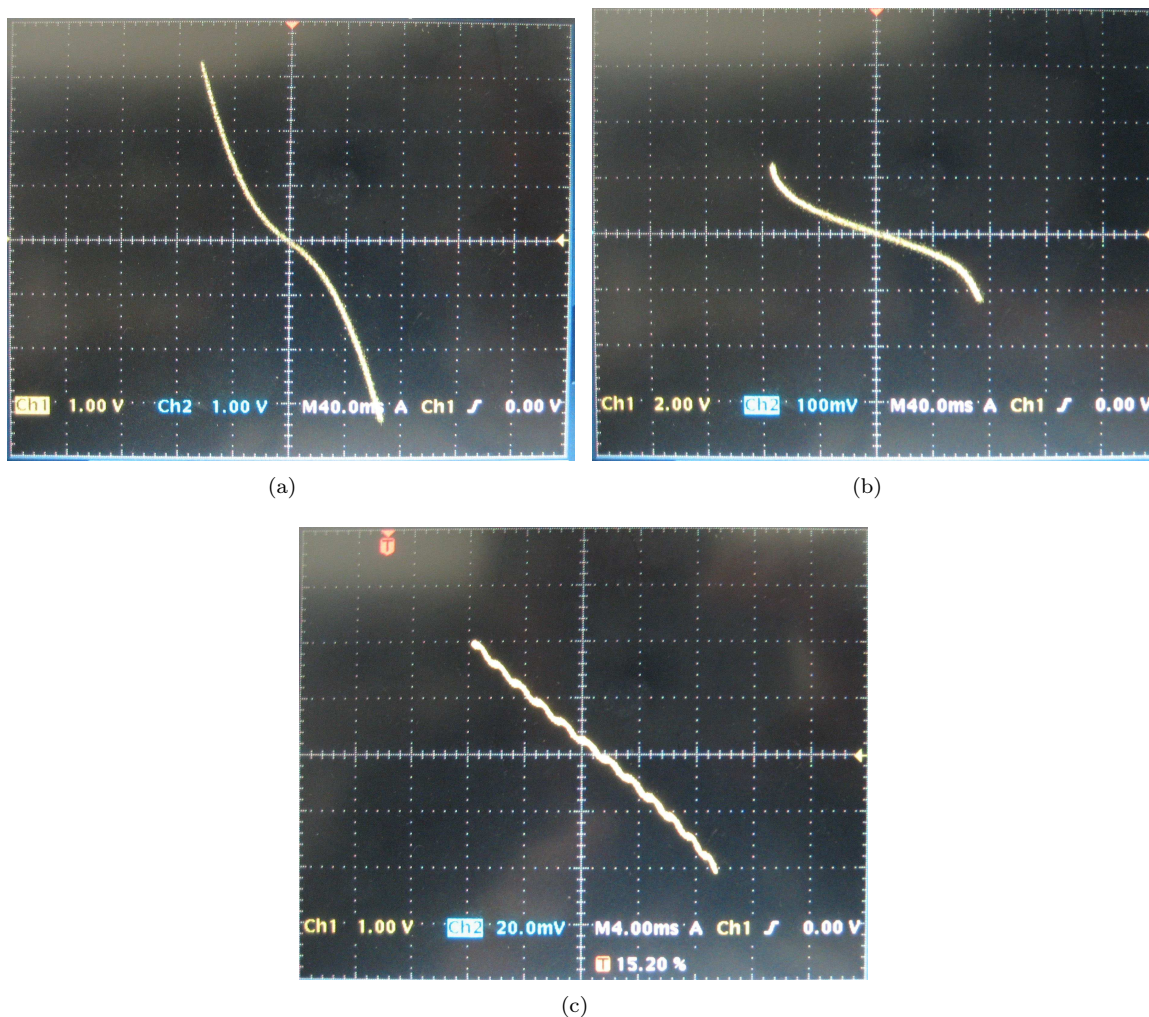 Ch1 1.00 V Ch2 1.00 V M40.0ms A Ch1 0.00 V
Ch1 2.00 V Ch2 100mV M40.0ms A Ch1 0.00 V
(a)
(b)
T
Ch1 1.00 V Ch2 20.0mV M4.00ms A Ch1 0.00 V
T 15.20 %
(c)